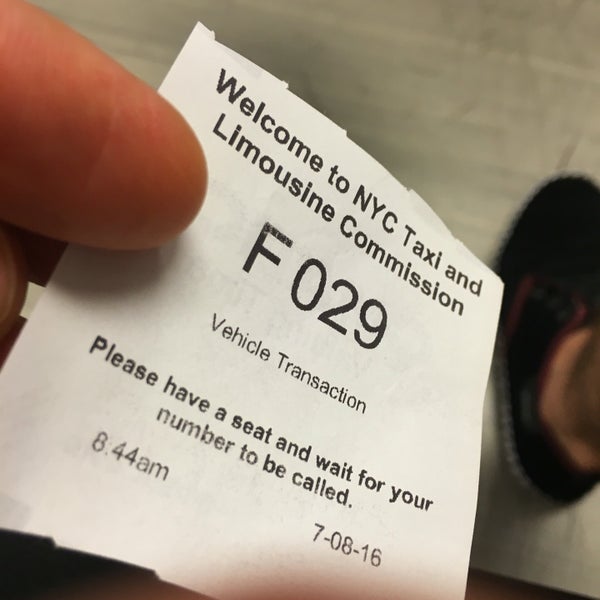 Welcome to NYC Taxi and
Limousine Commission
F 029
Vehicle Transaction
Please have a seat and wait for your
number to be called.
8.44am
7-08-16